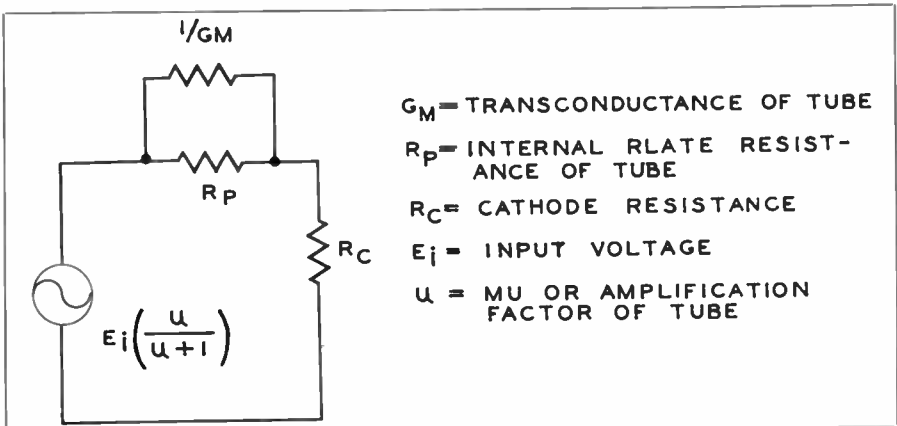 1/GM
RP
RC
Ei(u/u+1)
GM = TRANSCONDUCTANCE OF TUBE
RP = INTERNAL RLATE RESIST-
ANCE OF TUBE
RC = CATHODE RESISTANCE
Ei = INPUT VOLTAGE
u = MU OR AMPLIFICATION
FACTOR OF TUBE